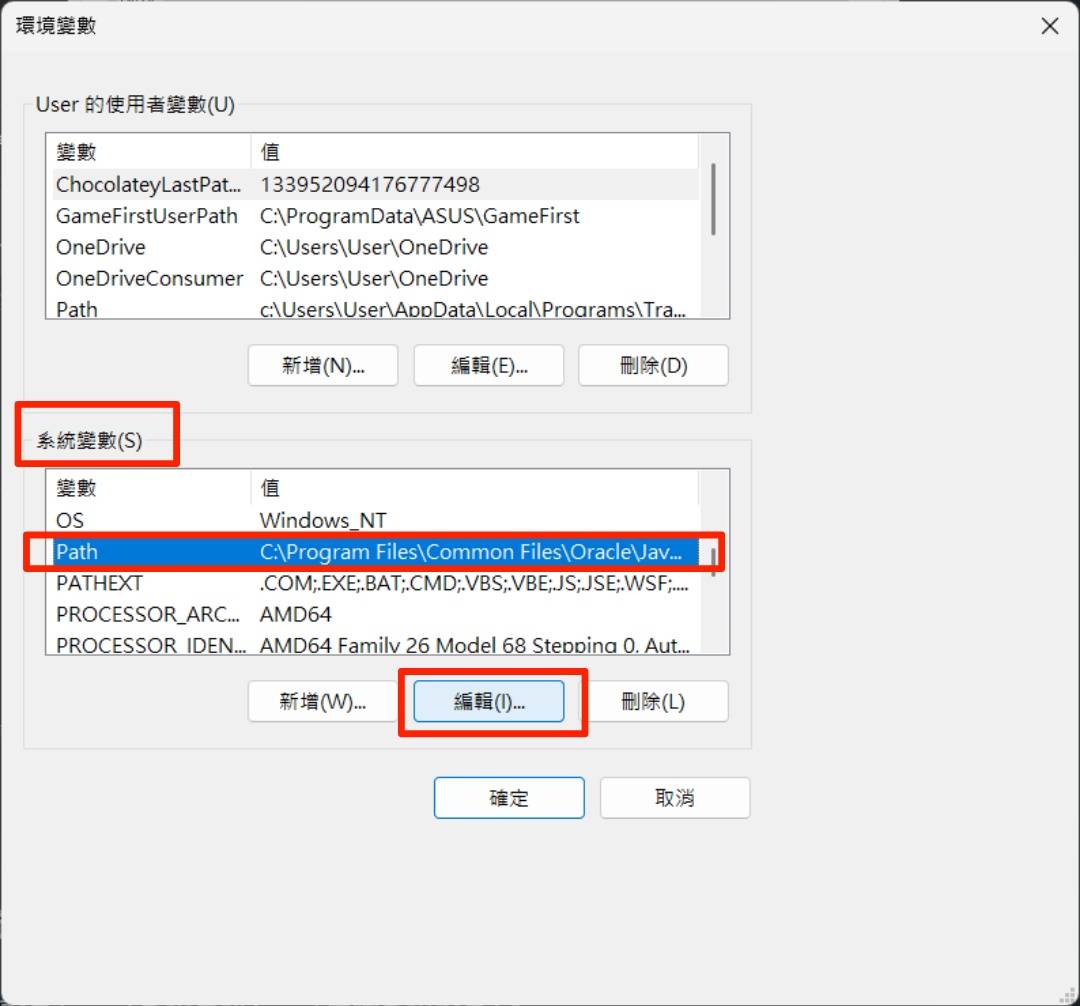 環境變數
User 的使用者變數(U)
變數 值
ChocolateyLastPat... 133952094176777498
GameFirstUserPath C:\ProgramData\ASUS\GameFirst
OneDrive C:\Users\User\OneDrive
OneDriveConsumer C:\Users\User\OneDrive
Path c:\Users\User\AppData\Local\Programs\Tra...
新增(N)... 編輯(E)... 刪除(D)
系統變數(S)
變數 值
OS Windows_NT
Path C:\Program Files\Common Files\Oracle\Jav...
PATHEXT .COM;.EXE;.BAT;.CMD;.VBS;.VBE;.JS;.JSE;.WSF;....
PROCESSOR_ARC... AMD64
PROCESSOR_IDEN... AMD64 Family 26 Model 68 Stepping 0, Aut...
新增(W)... 編輯(I)... 刪除(L)
確定 取消